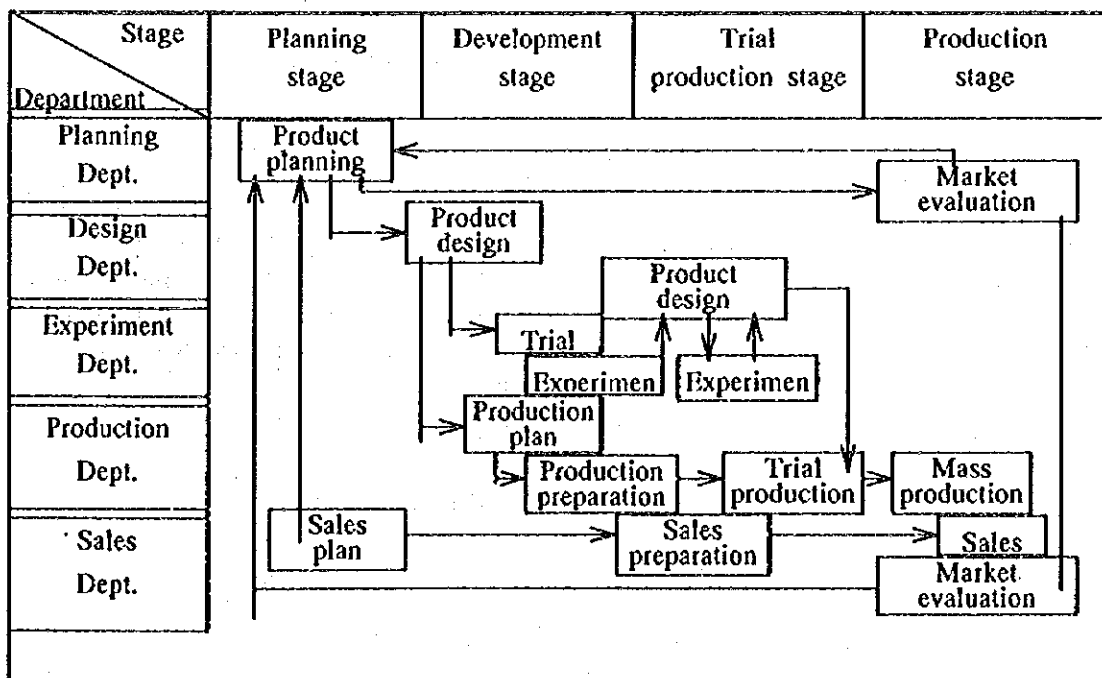 Stage
Department
Planning
stage
Development
stage
Trial
production stage
Production
stage
Planning
Dept.
Product
planning
Market
evaluation
Design
Dept.
Product
design
Product
design
Experiment
Dept.
Trial
Experimen
Experimen
Production
Dept.
Production
plan
Production
preparation
Trial
production
Mass
production
Sales
Dept.
Sales
plan
Sales
preparation
Sales
Market
evaluation